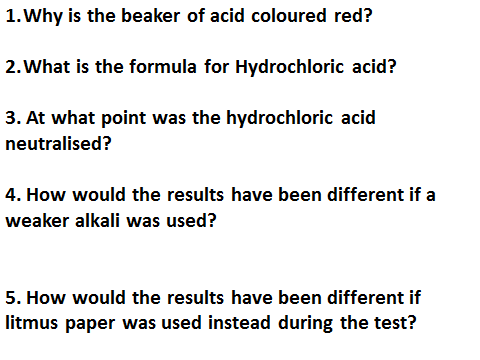 1.Why is the beaker of acid coloured red?
2.What is the formula for Hydrochloric acid?
3. At what point was the hydrochloric acid
neutralised?
4. How would the results have been different if a
weaker alkali was used?
5. How would the results have been different if
litmus paper was used instead during the test?